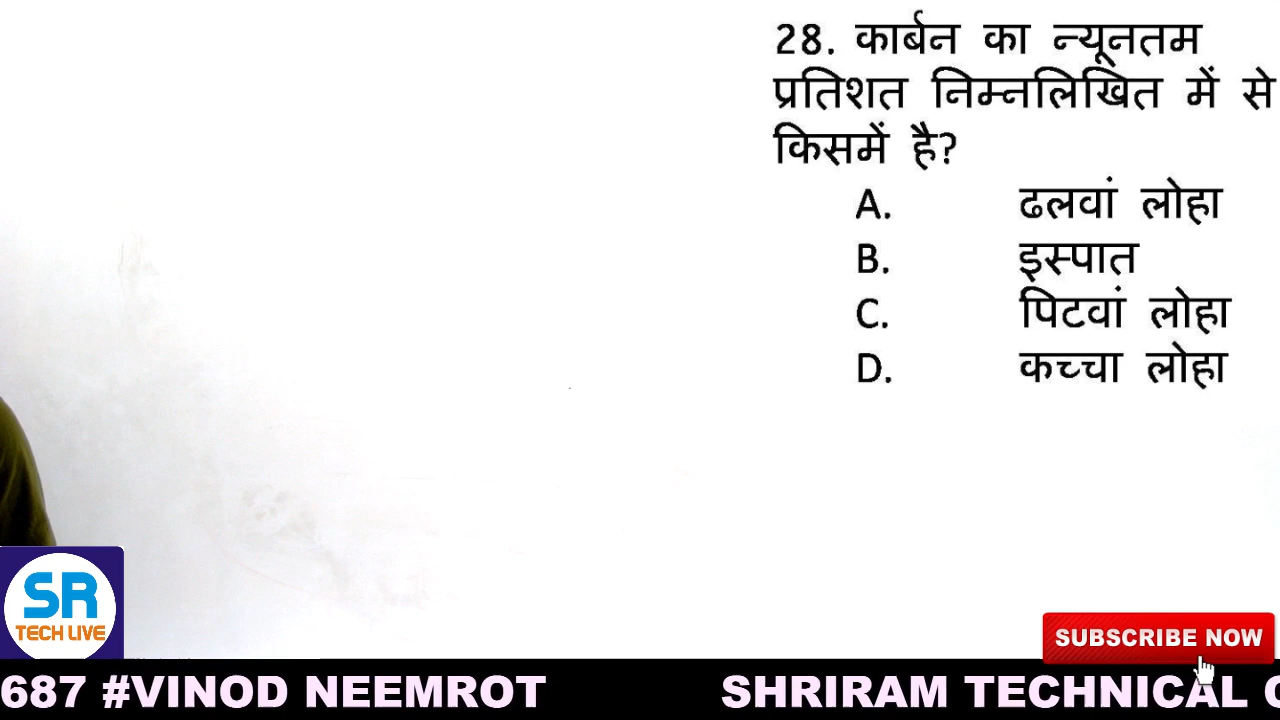 28. कार्बन का न्यूनतम
प्रतिशत निम्नलिखित में से
किसमें है?
A. ढलवां लोहा
B. इस्पात
C. पिटवां लोहा
D. कच्चा लोहा
SR
TECH LIVE
SUBSCRIBE NOW
687 #VINOD NEEMROT SHRIRAM TECHNICAL